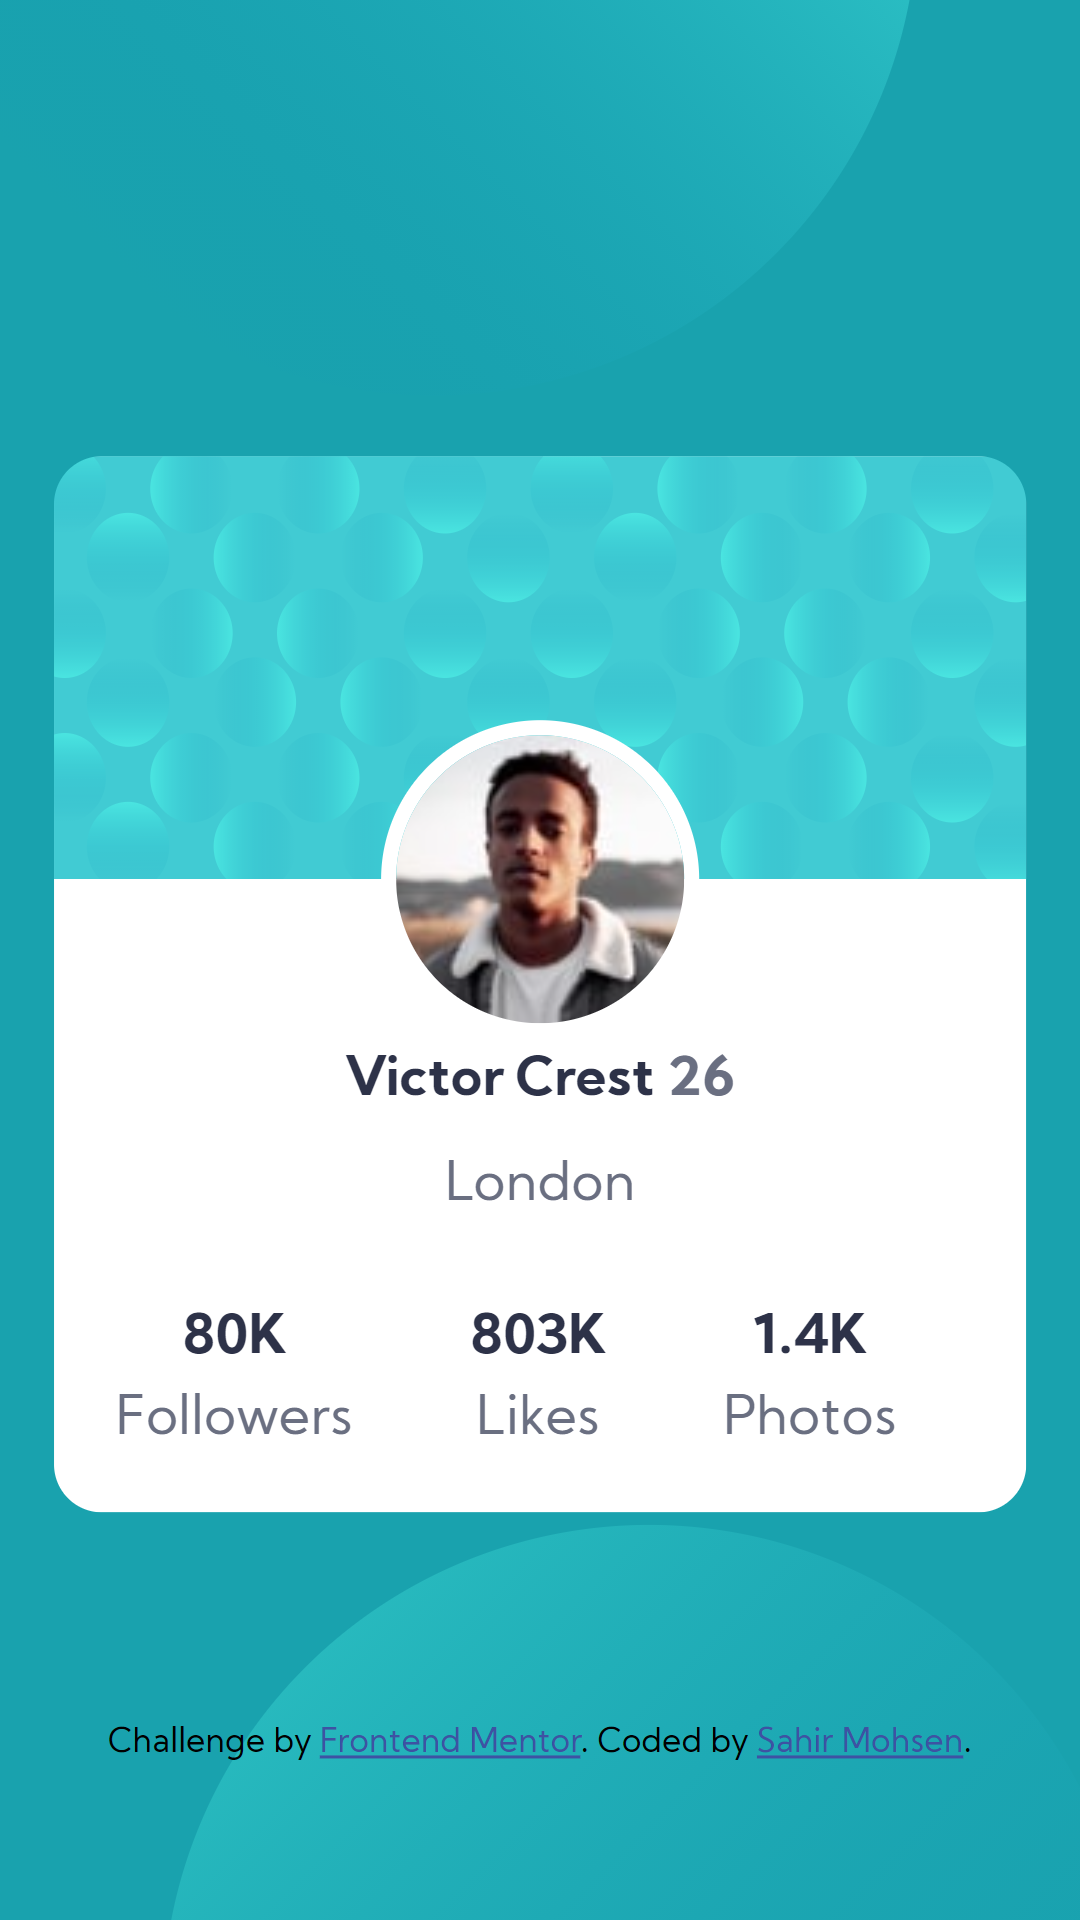 Victor Crest 26
London
80K 803K 1.4K
Followers Likes Photos
Challenge by Frontend Mentor. Coded by Sahir Mohsen.